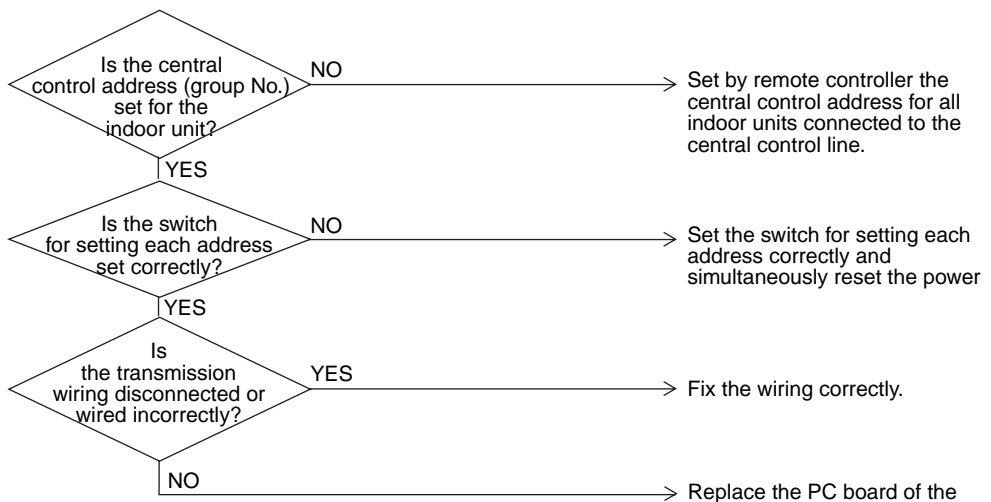 Is the central
control address (group No.)
set for the
indoor unit?
NO
Set by remote controller the
central control address for all
indoor units connected to the
central control line.
YES
Is the switch
for setting each address
set correctly?
NO
Set the switch for setting each
address correctly and
simultaneously reset the power
YES
Is
the transmission
wiring disconnected or
wired incorrectly?
YES
Fix the wiring correctly.
NO
Replace the PC board of the